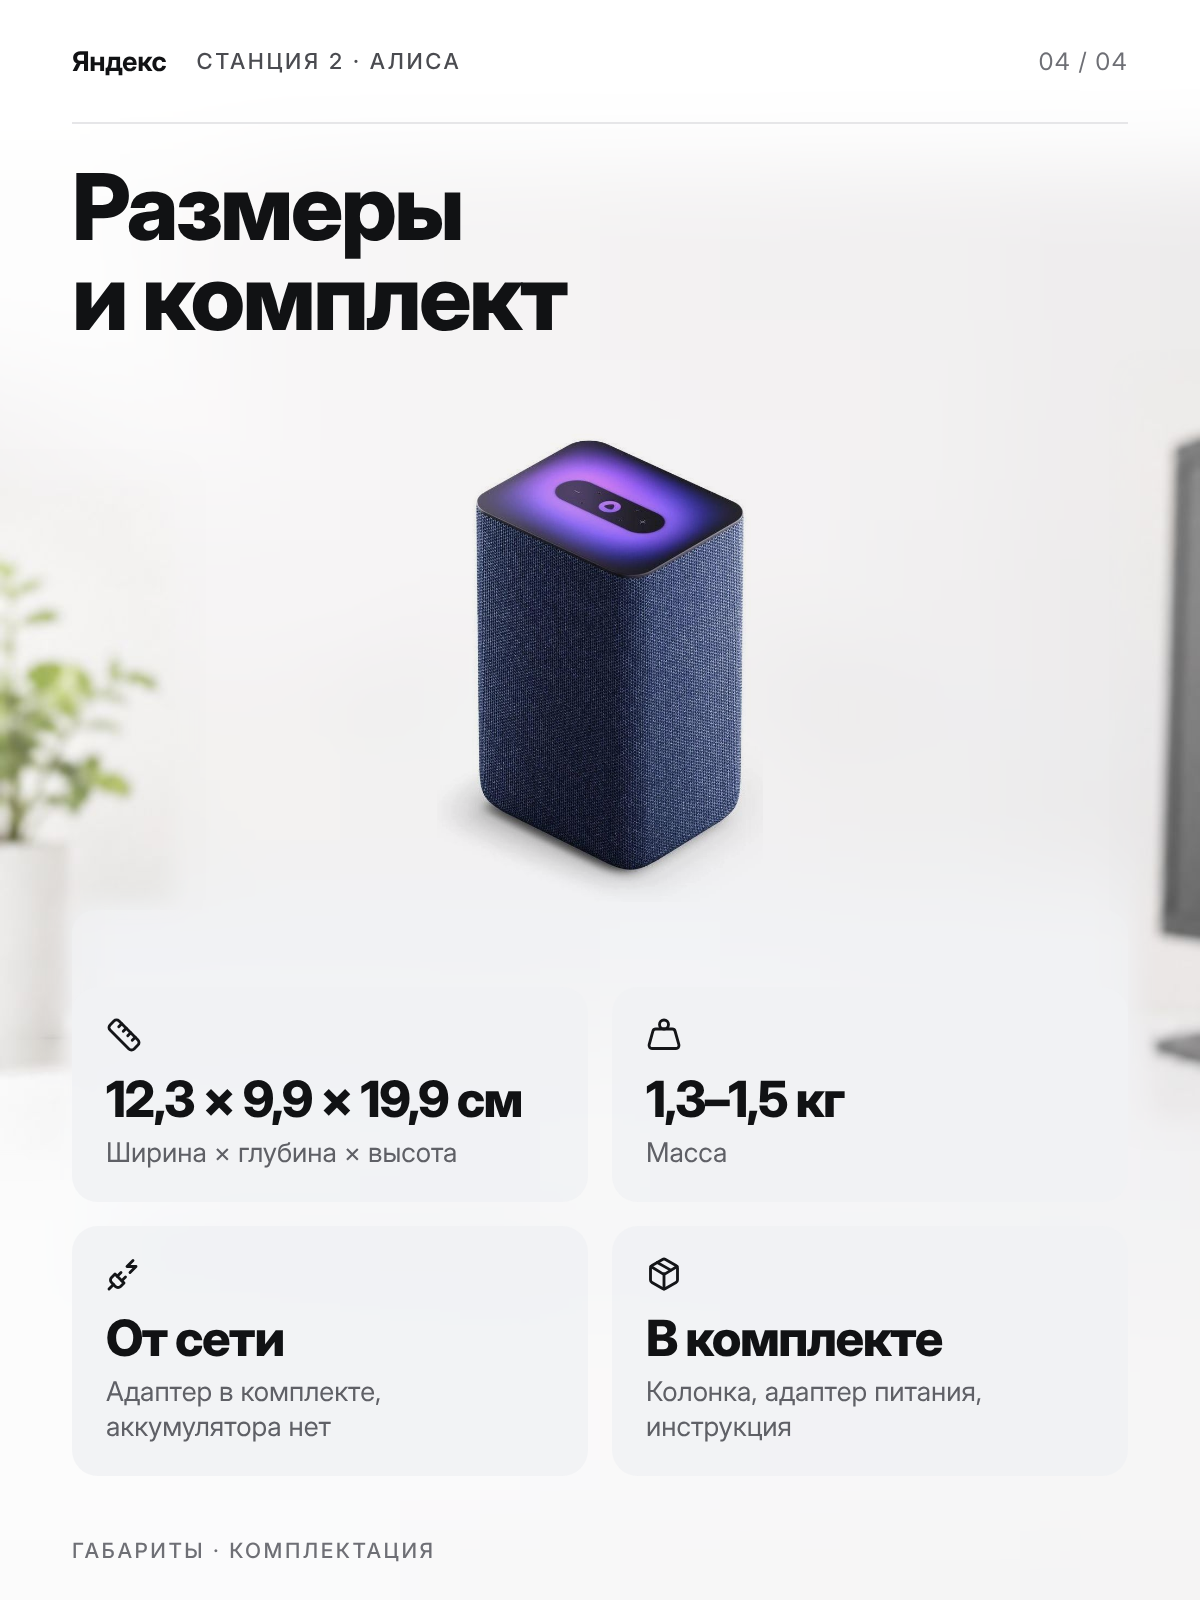 Яндекс СТАНЦИЯ 2 · АЛИСА 04 / 04
Размеры
и комплект
12,3 × 9,9 × 19,9 см
Ширина × глубина × высота
1,3–1,5 кг
Масса
От сети
Адаптер в комплекте,
аккумулятора нет
В комплекте
Колонка, адаптер питания,
инструкция
ГАБАРИТЫ · КОМПЛЕКТАЦИЯ